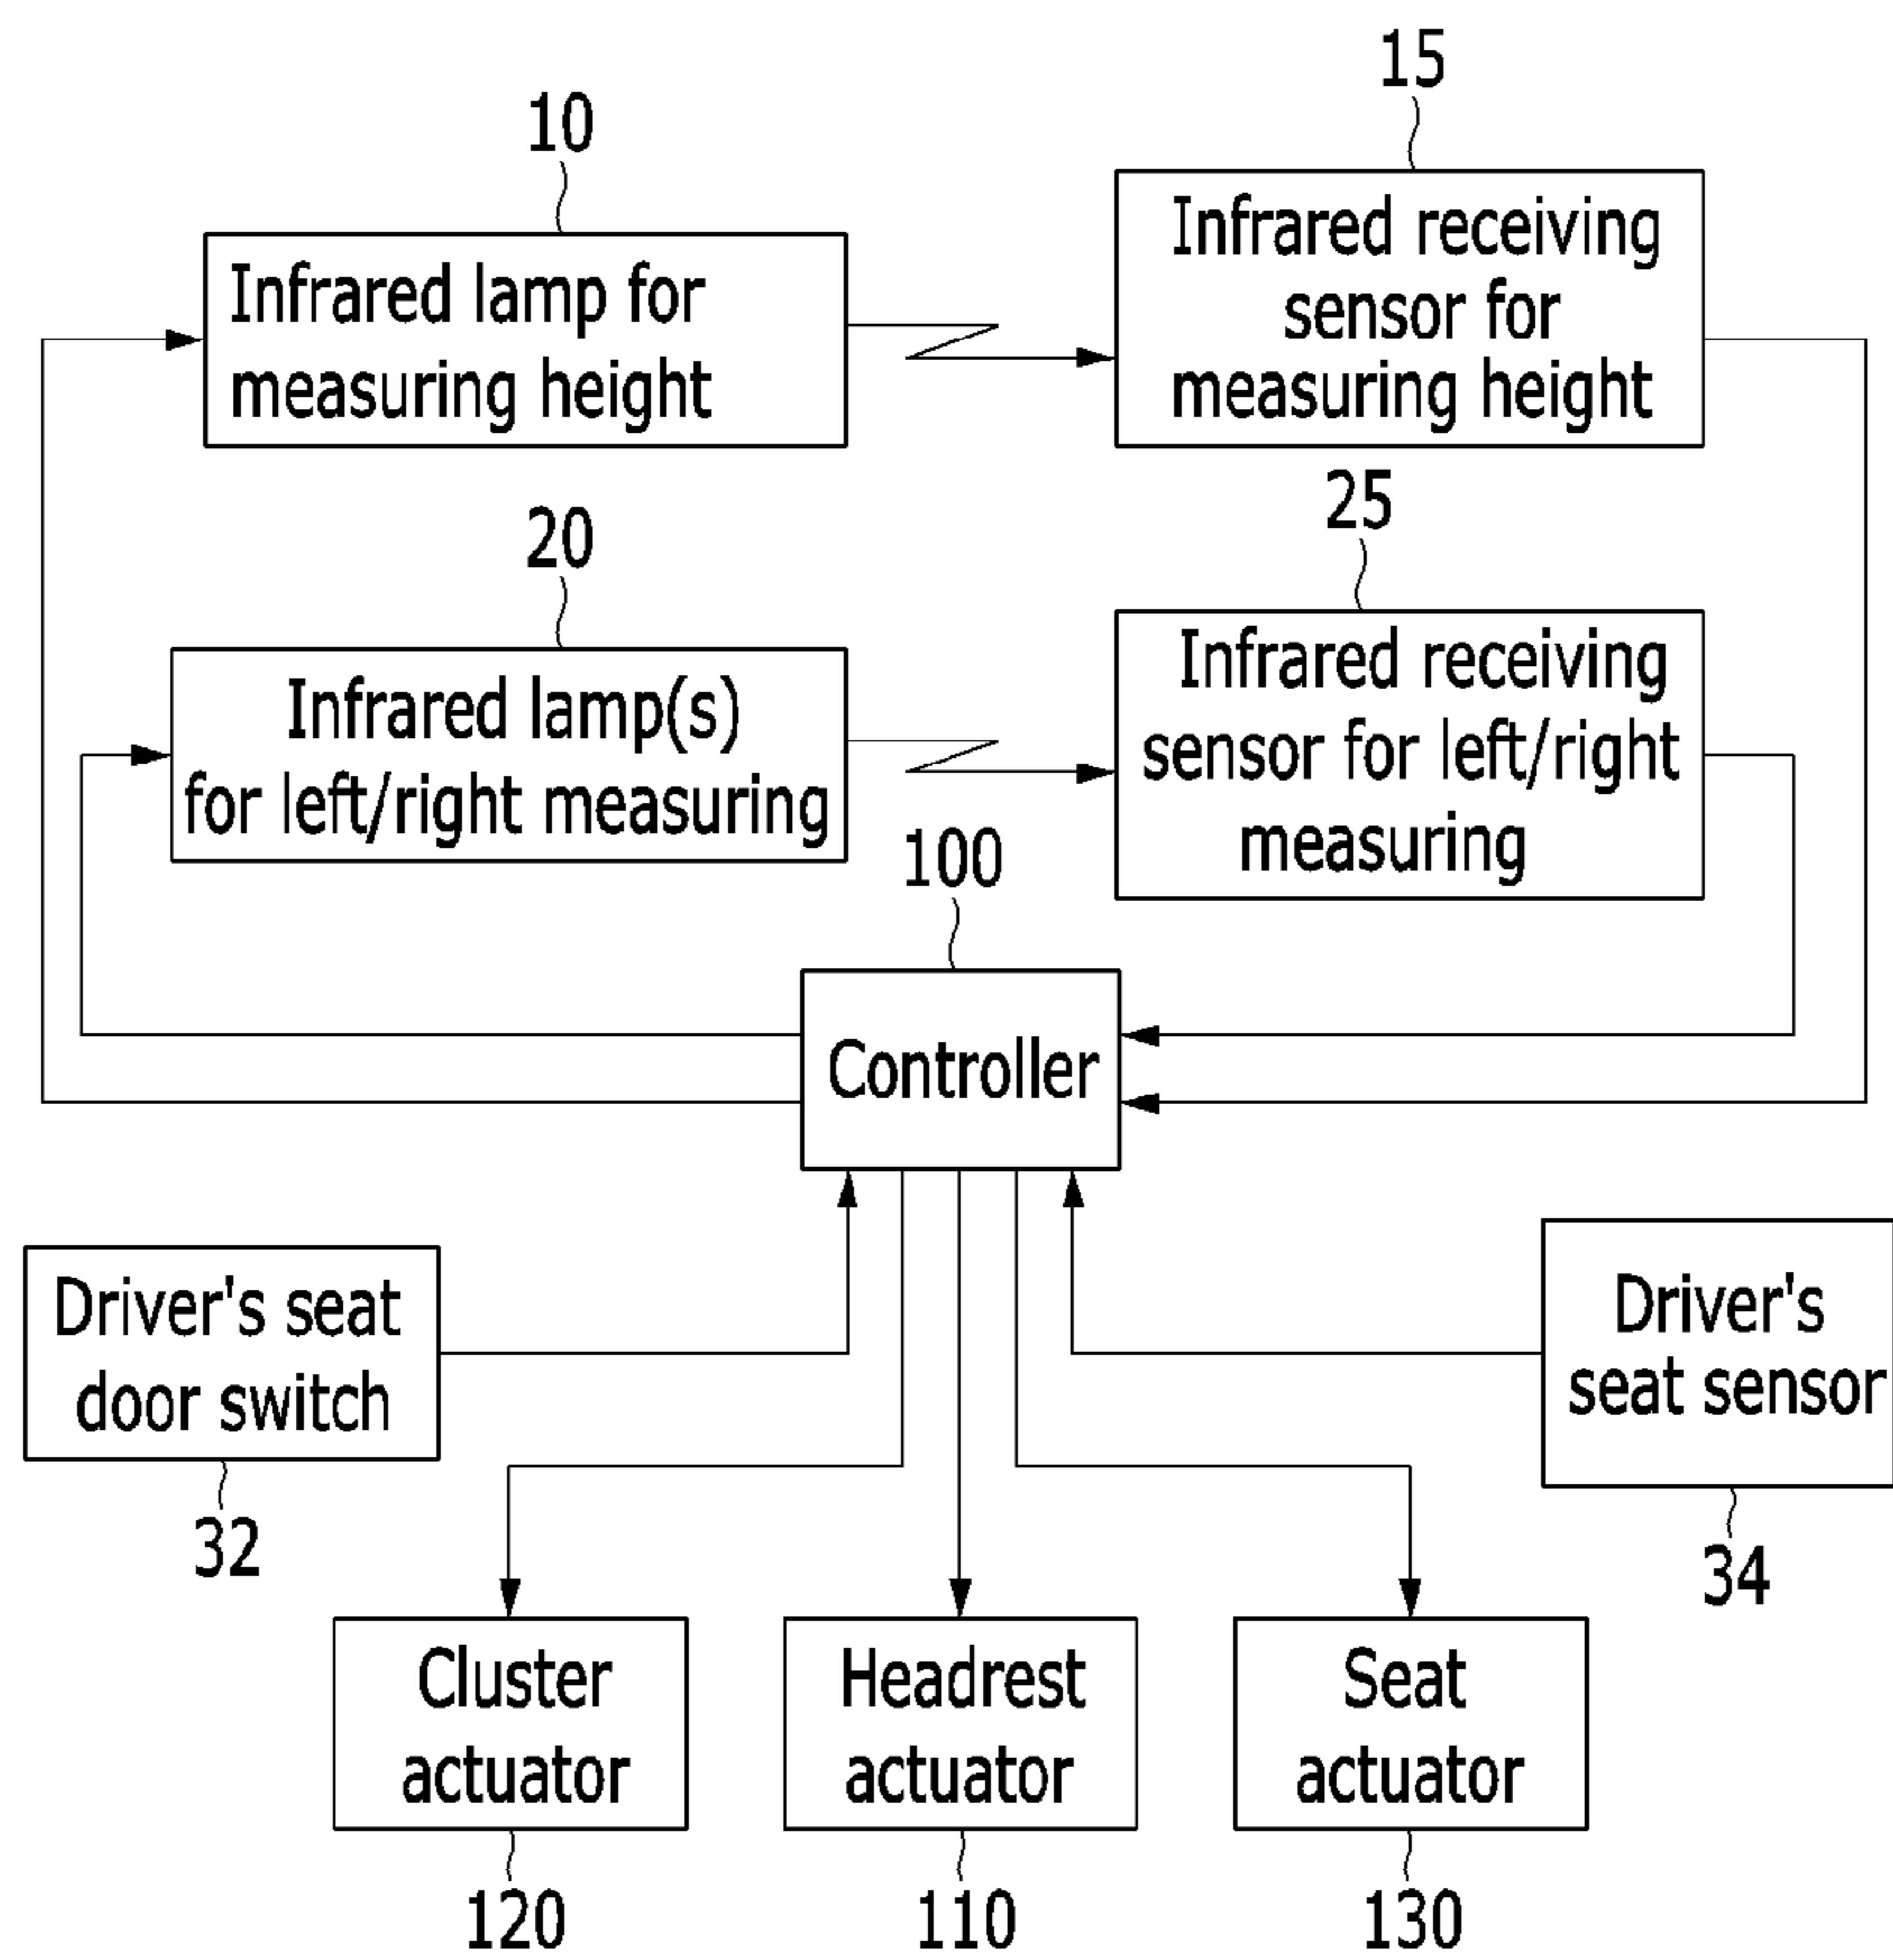 10
Infrared lamp for
measuring height
15
Infrared receiving
sensor for
measuring height
20
Infrared lamp(s)
for left/right measuring
25
Infrared receiving
sensor for left/right
measuring
100
Controller
Driver's seat
door switch
32
Driver's
seat sensor
34
Cluster
actuator
120
Headrest
actuator
110
Seat
actuator
130